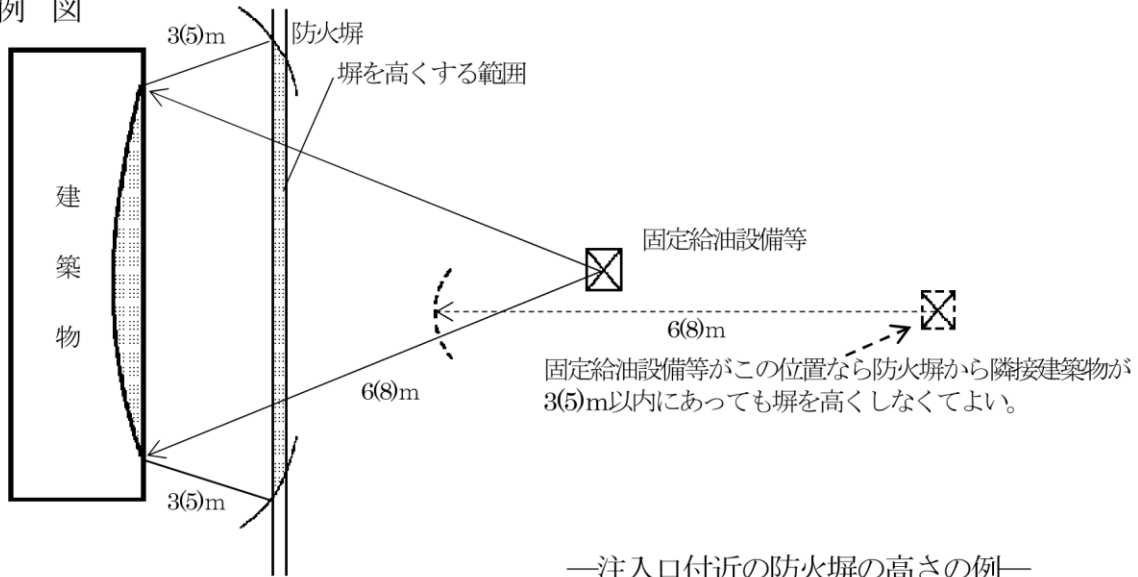 例 図
3(5)m
防火塀
塀を高くする範囲
建
築
物
固定給油設備等
6(8)m
6(8)m
固定給油設備等がこの位置なら防火塀から隣接建築物が
3(5)m以内にあっても塀を高くしなくてよい。
3(5)m
―注入口付近の防火塀の高さの例―